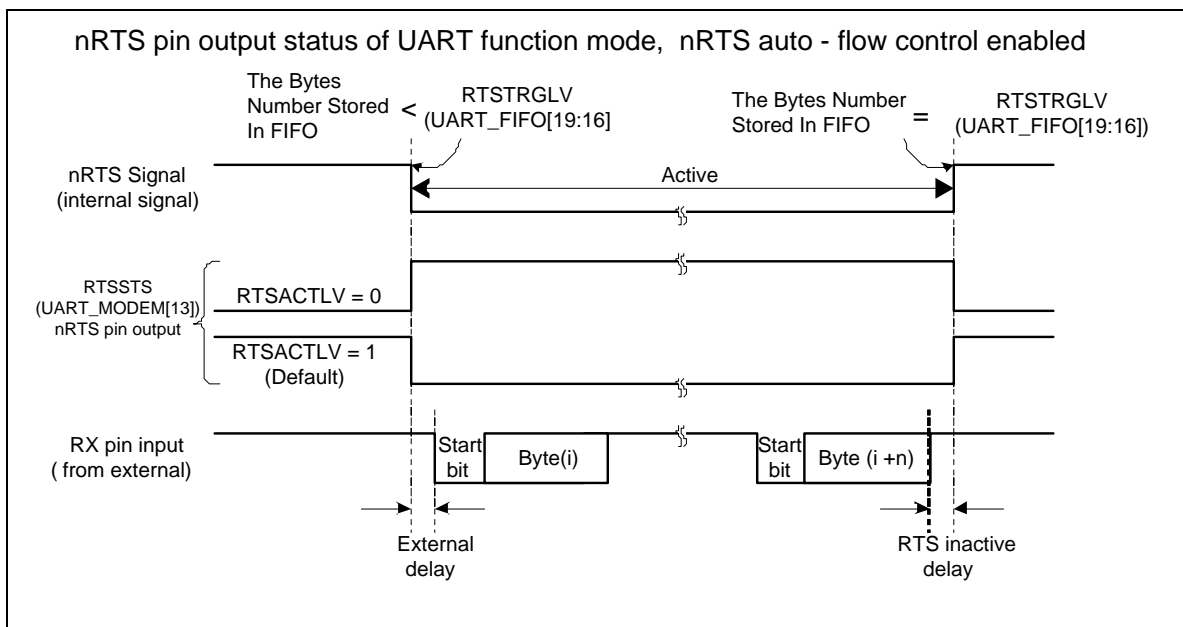 nRTS pin output status of UART function mode, nRTS auto - flow control enabled
The Bytes
Number Stored
In FIFO
<
RTSTRGLV
(UART_FIFO[19:16]
The Bytes Number
Stored In FIFO
=
RTSTRGLV
(UART_FIFO[19:16])
nRTS Signal
(internal signal)
Active
RTSSTS
(UART_MODEM[13])
nRTS pin output
RTSACTLV = 0
RTSACTLV = 1
(Default)
RX pin input
( from external)
Start
bit
Byte(i)
Start
bit
Byte (i +n)
External
delay
RTS inactive
delay